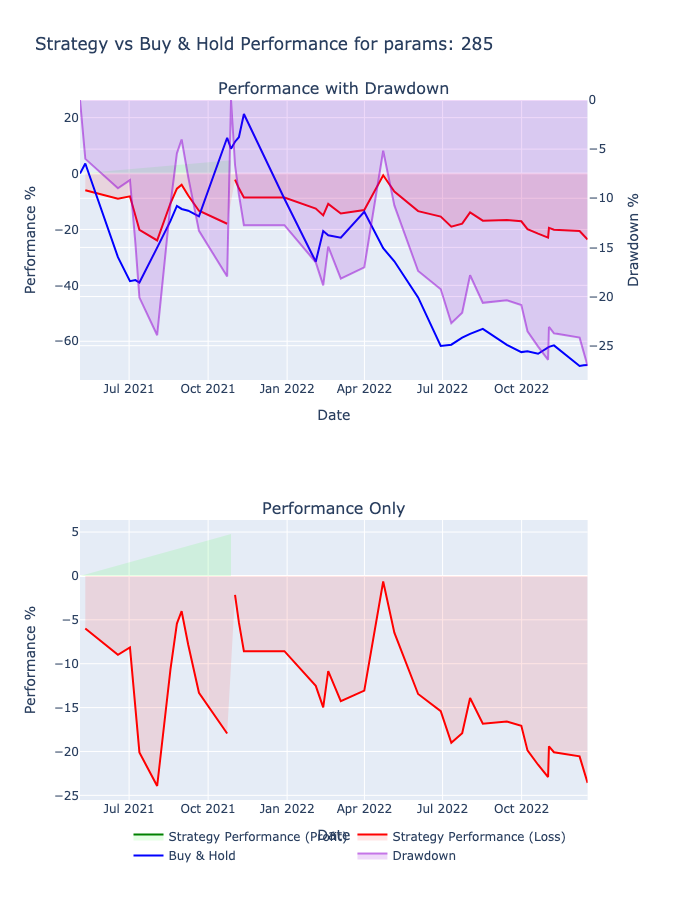 Strategy vs Buy & Hold Performance for params: 285
Performance with Drawdown
20
0
−20
−40
−60
Performance %
0
−5
−10
−15
−20
−25
Drawdown %
Jul 2021
Oct 2021
Jan 2022
Apr 2022
Jul 2022
Oct 2022
Date
Performance Only
5
0
−5
−10
−15
−20
−25
Performance %
Jul 2021
Oct 2021
Jan 2022
Apr 2022
Jul 2022
Oct 2022
Date
Strategy Performance (Profit)
Strategy Performance (Loss)
Buy & Hold
Drawdown